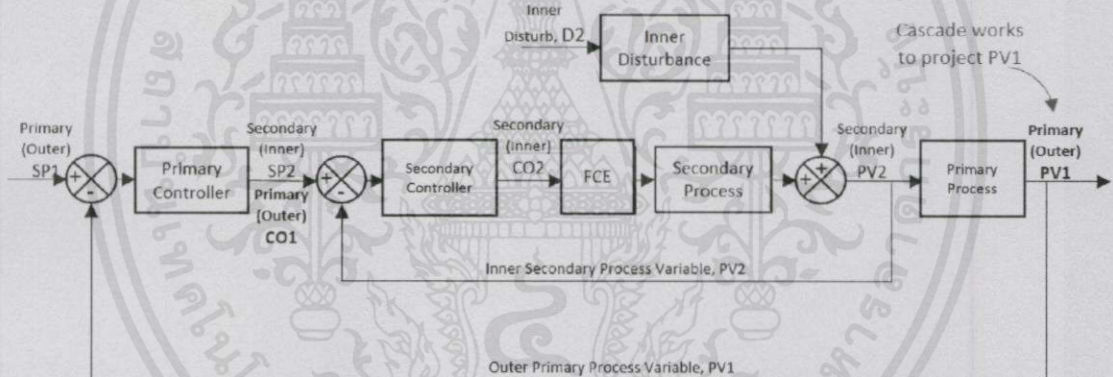 Inner
Disturb, D2
Inner
Disturbance
Cascade works
to project PV1
Primary
(Outer)
SP1
Primary
Controller
Secondary
(Inner)
SP2
Primary
(Outer)
CO1
Secondary
Controller
Secondary
(Inner)
CO2
FCE
Secondary
Process
Secondary
(Inner)
PV2
Primary
Process
Primary
(Outer)
PV1
+
-
+
-
+
+
Inner Secondary Process Variable, PV2
Outer Primary Process Variable, PV1